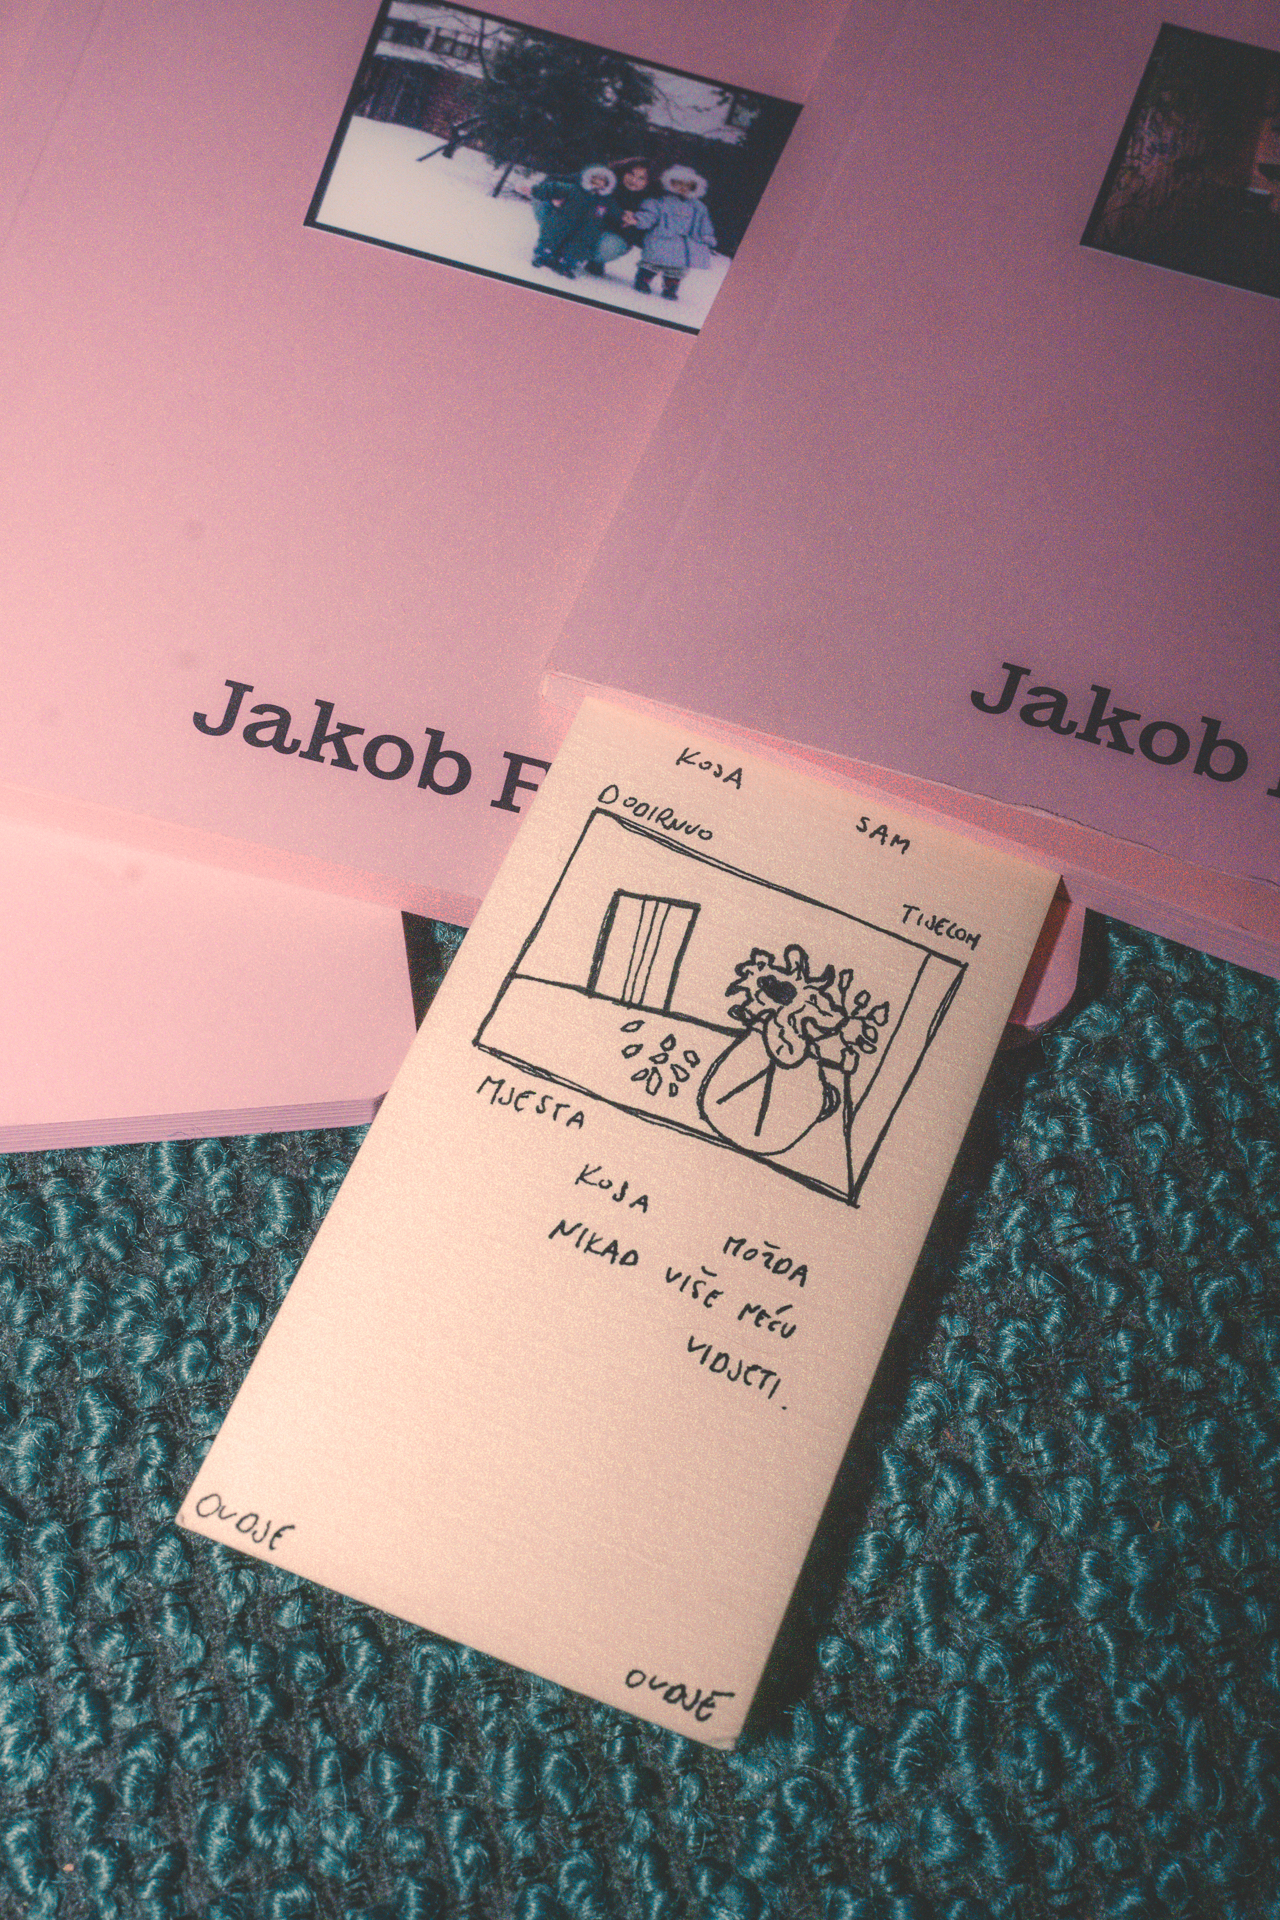 Jakob F
Jakob
KOJA
SAM
DODIRNUO
TIJELOM
MJESTA
KOJA
MOŽDA
NIKAD VIŠE NEĆU
VIDJETI.
OVDJE
OVDJE